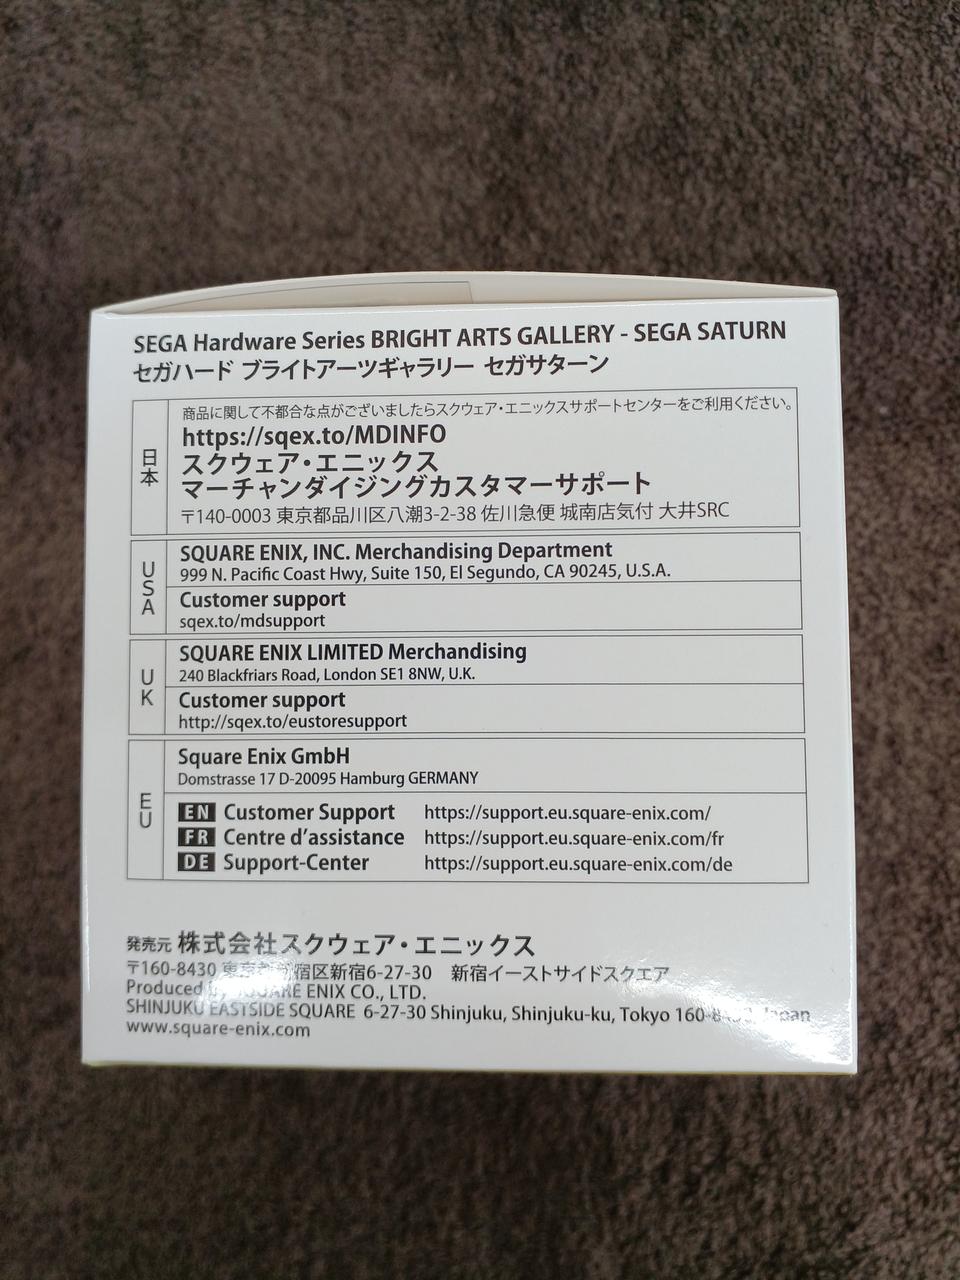 SEGA Hardware Series BRIGHT ARTS GALLERY - SEGA SATURN
セガハード ブライトアーツギャラリー セガサターン
日本
商品に関して不都合な点がございましたらスクウェア・エニックスサポートセンターをご利用ください。
https://sqex.to/MDINFO
スクウェア・エニックス
マーチャンダイジングカスタマーサポート
〒140-0003 東京都品川区八潮3-2-38 佐川急便 城南店気付 大井SRC
USA
SQUARE ENIX, INC. Merchandising Department
999 N. Pacific Coast Hwy, Suite 150, El Segundo, CA 90245, U.S.A.
Customer support
sqex.to/mdsupport
UK
SQUARE ENIX LIMITED Merchandising
240 Blackfriars Road, London SE1 8NW, U.K.
Customer support
http://sqex.to/eustoresupport
EU
Square Enix GmbH
Domstrasse 17 D-20095 Hamburg GERMANY
EN Customer Support https://support.eu.square-enix.com/
FR Centre d'assistance https://support.eu.square-enix.com/fr
DE Support-Center https://support.eu.square-enix.com/de
発売元 株式会社スクウェア・エニックス
〒160-8430 東京都新宿区新宿6-27-30 新宿イーストサイドスクエア
Produced by SQUARE ENIX CO., LTD.
SHINJUKU EASTSIDE SQUARE 6-27-30 Shinjuku, Shinjuku-ku, Tokyo 160-8430, Japan
www.square-enix.com